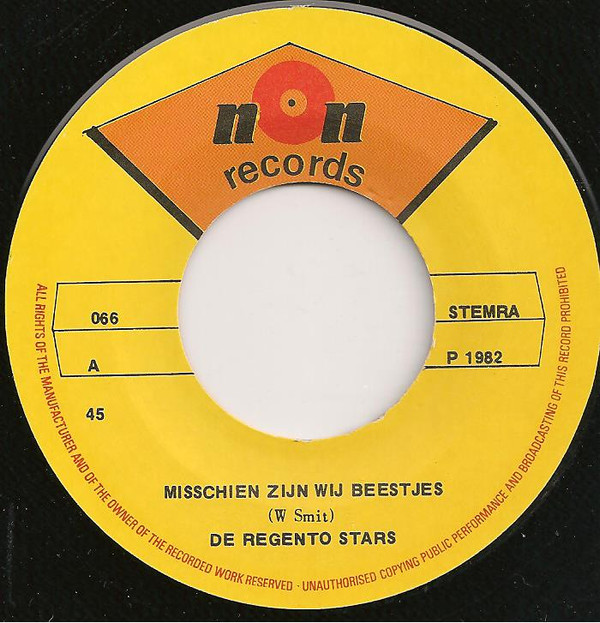 non
records
066
STEMRA
A
P 1982
45
MISSCHIEN ZIJN WIJ BEESTJES
(W Smit)
DE REGENTO STARS
ALL RIGHTS OF THE MANUFACTURER AND OF THE OWNER OF THE RECORDED WORK RESERVED · UNAUTHORISED COPYING PUBLIC PERFORMANCE AND BROADCASTING OF THIS RECORD PROHIBITED